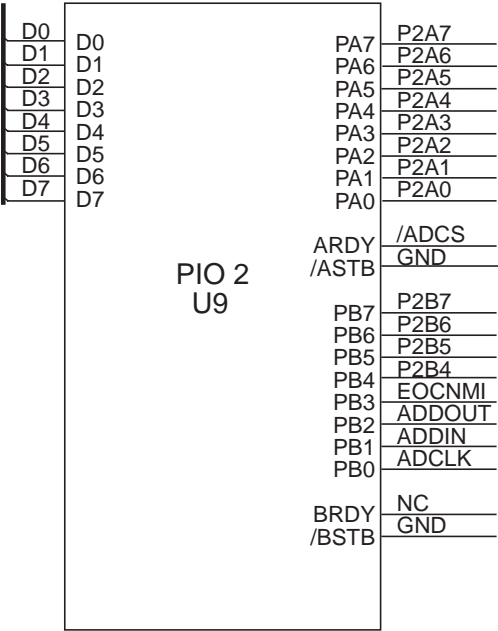 D0 D0 PA7 P2A7
D1 D1 PA6 P2A6
D2 D2 PA5 P2A5
D3 D3 PA4 P2A4
D4 D4 PA3 P2A3
D5 D5 PA2 P2A2
D6 D6 PA1 P2A1
D7 D7 PA0 P2A0
ARDY /ADCS
/ASTB GND
PIO 2
U9
PB7 P2B7
PB6 P2B6
PB5 P2B5
PB4 P2B4
PB3 EOCNMI
PB2 ADDOUT
PB1 ADDIN
PB0 ADCLK
BRDY NC
/BSTB GND